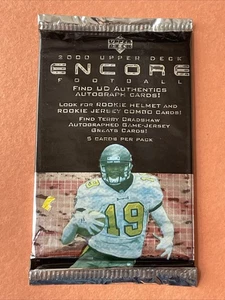 2000 UPPER DECK
ENCORE
FOOTBALL
FIND UD AUTHENTICS
AUTOGRAPH CARDS!
LOOK FOR ROOKIE HELMET AND
ROOKIE JERSEY COMBO CARDS!
FIND TERRY BRADSHAW
AUTOGRAPHED GAME-JERSEY
GREATS CARDS!
5 CARDS PER PACK
19